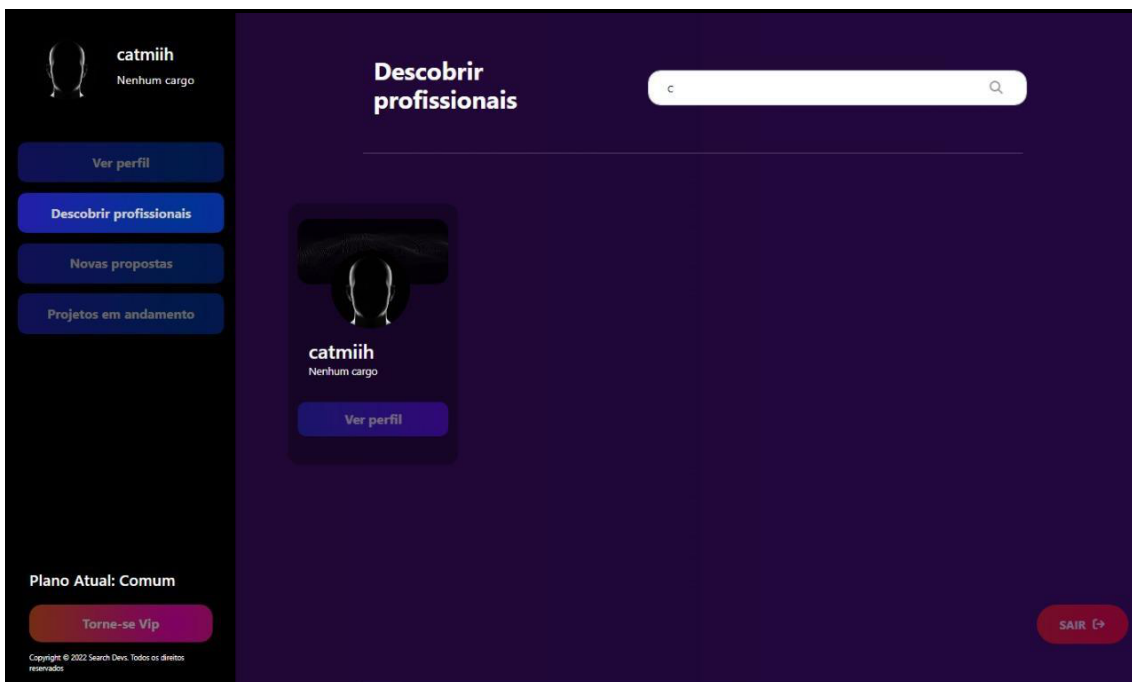 catmiih
Nenhum cargo
Ver perfil
Descobrir profissionais
Novas propostas
Projetos em andamento
Plano Atual: Comum
Torne-se Vip
Copyright © 2022 Search Devs. Todos os direitos
reservados
Descobrir
profissionais
c
catmiih
Nenhum cargo
Ver perfil
SAIR